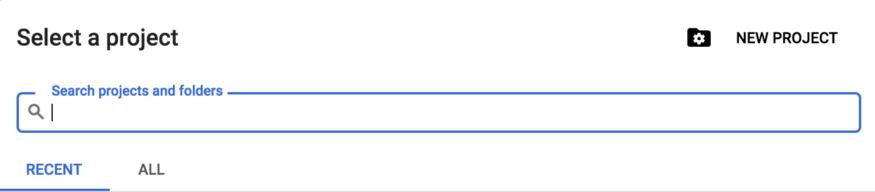 Select a project
NEW PROJECT
Search projects and folders
RECENT
ALL